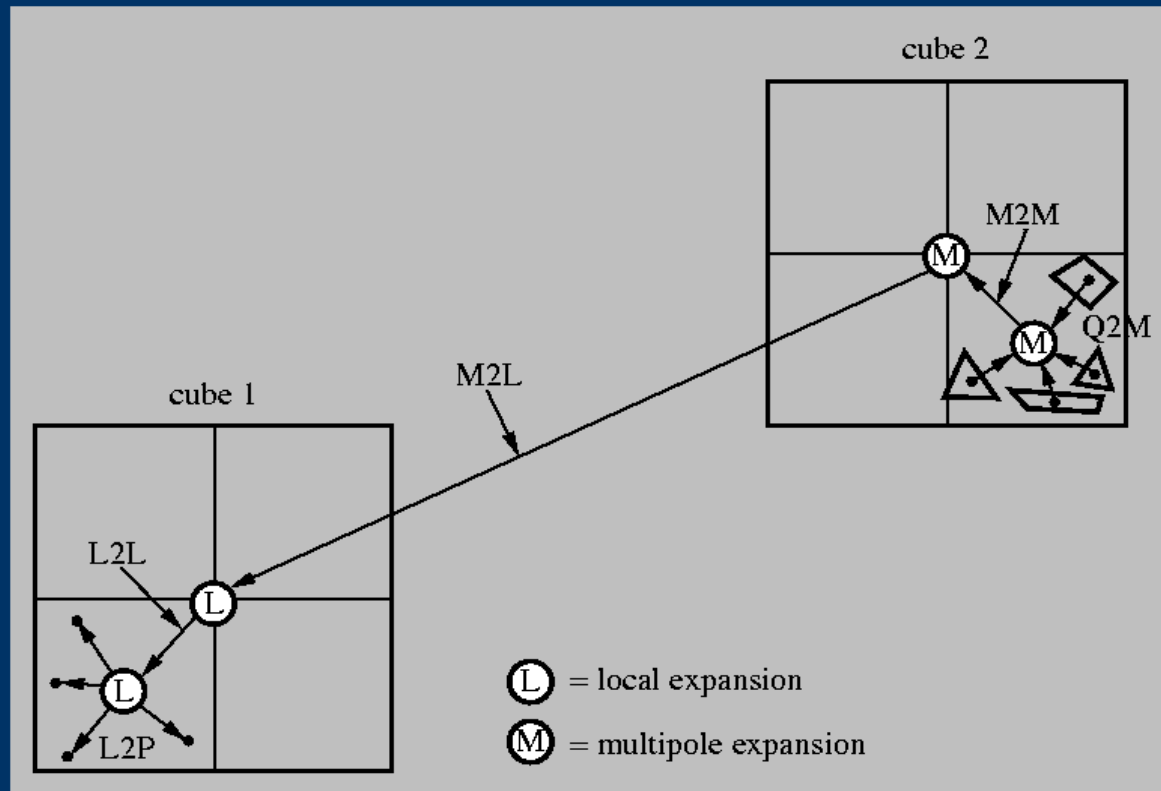 cube 2
M2M
M
Q2M
M
M2L
cube 1
L2L
L
L
L2P
L = local expansion
M = multipole expansion